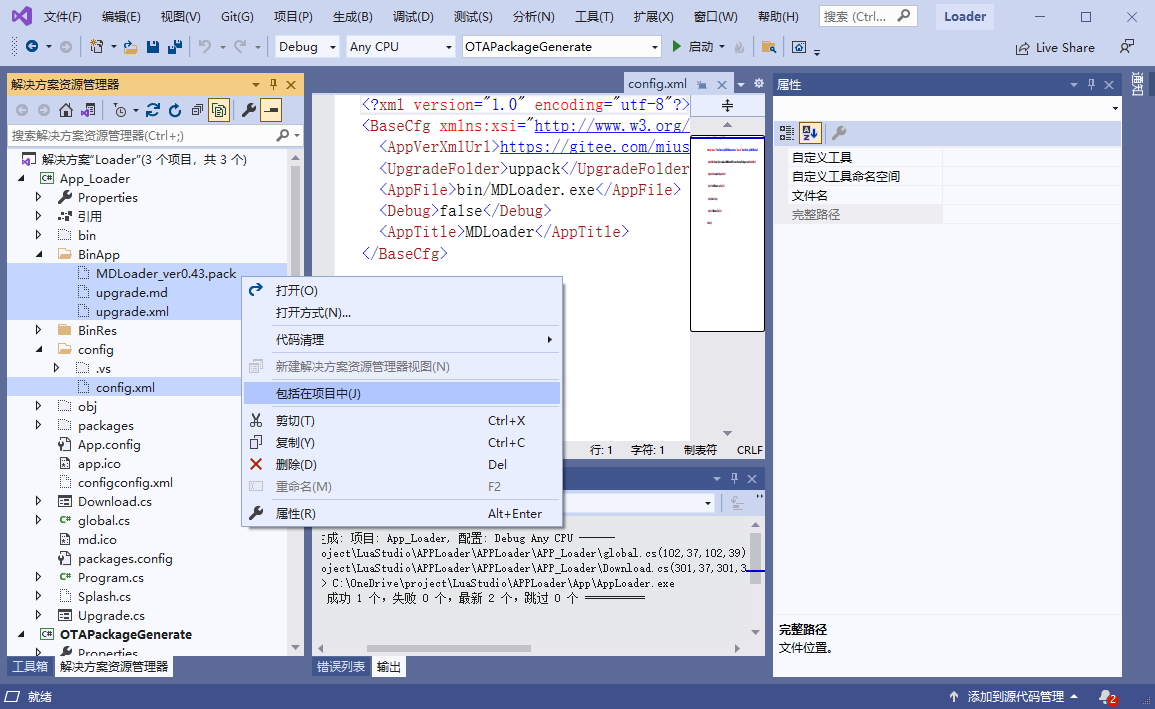 文件(F) 编辑(E) 视图(V) Git(G) 项目(P) 生成(B) 调试(D) 测试(S) 分析(N) 工具(T) 扩展(X) 窗口(W) 帮助(H) 搜索 (Ctrl... Loader
Debug Any CPU OTAPackageGenerate 启动 Live Share
解决方案资源管理器
搜索解决方案资源管理器(Ctrl+;)
解决方案"Loader"(3 个项目，共 3 个)
App_Loader
Properties
引用
bin
BinApp
MDLoader_ver0.43.pack
upgrade.md
upgrade.xml
BinRes
config
.vs
config.xml
obj
packages
App.config
app.ico
configconfig.xml
Download.cs
global.cs
md.ico
packages.config
Program.cs
Splash.cs
Upgrade.cs
OTAPackageGenerate
Properties
工具箱 解决方案资源管理器
config.xml
<?xml version="1.0" encoding="utf-8"?>
<BaseCfg xmlns:xsi="http://www.w3.org/
<AppVerXmlUrl>https://gitee.com/mius
<UpgradeFolder>uppack</UpgradeFolder
<AppFile>bin/MDLoader.exe</AppFile>
<Debug>false</Debug>
<AppTitle>MDLoader</AppTitle>
</BaseCfg>
行: 1 字符: 1 制表符 CRLF
打开(O)
打开方式(N)...
代码清理
新建解决方案资源管理器视图(N)
包括在项目中(J)
剪切(T) Ctrl+X
复制(Y) Ctrl+C
删除(D) Del
重命名(M) F2
属性(R) Alt+Enter
成: 项目: App_Loader, 配置: Debug Any CPU ------
oject\LuaStudio\APPLoader\APPLoader\APP_Loader\global.cs(102,37,102,39)
oject\LuaStudio\APPLoader\APPLoader\APP_Loader\Download.cs(301,37,301,3
> C:\OneDrive\project\LuaStudio\APPLoader\App\AppLoader.exe
成功 1 个，失败 0 个，最新 2 个，跳过 0 个 ==========
错误列表 输出
属性
自定义工具
自定义工具命名空间
文件名
完整路径
完整路径
文件位置。
通知
就绪 添加到源代码管理 2